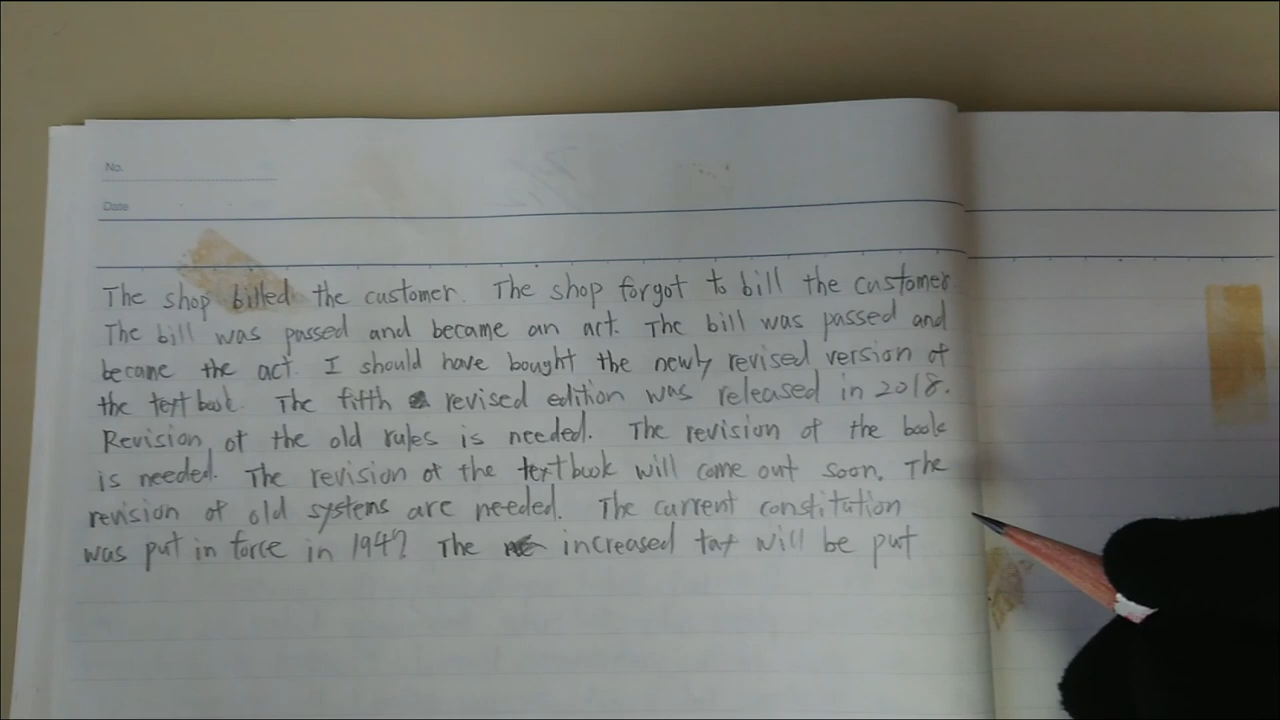 No.
Date
The shop billed the customer. The shop forgot to bill the customer
The bill was passed and became an act. The bill was passed and
became the act. I should have bought the newly revised version of
the textbook. The fifth revised edition was released in 2018.
Revision of the old rules is needed. The revision of the book
is needed. The revision of the textbook will come out soon. The
revision of old systems are needed. The current constitution
was put in force in 1947 The increased tax will be put